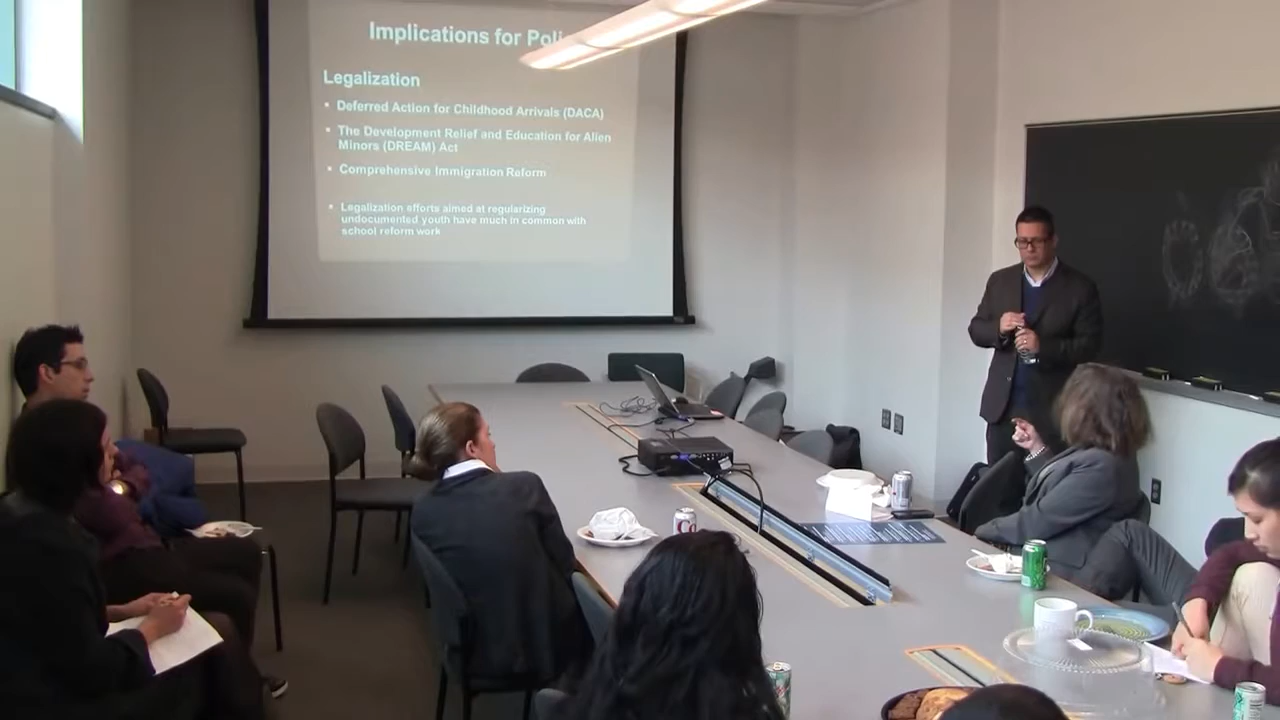 Implications for
Legalization
• Deferred Action for Childhood Arrivals (DACA)
• The Development Relief and Education for Alien
Minors (DREAM) Act
• Comprehensive Immigration Reform
• Legalization efforts aimed at regularizing
undocumented youth have much in common with
school reform work